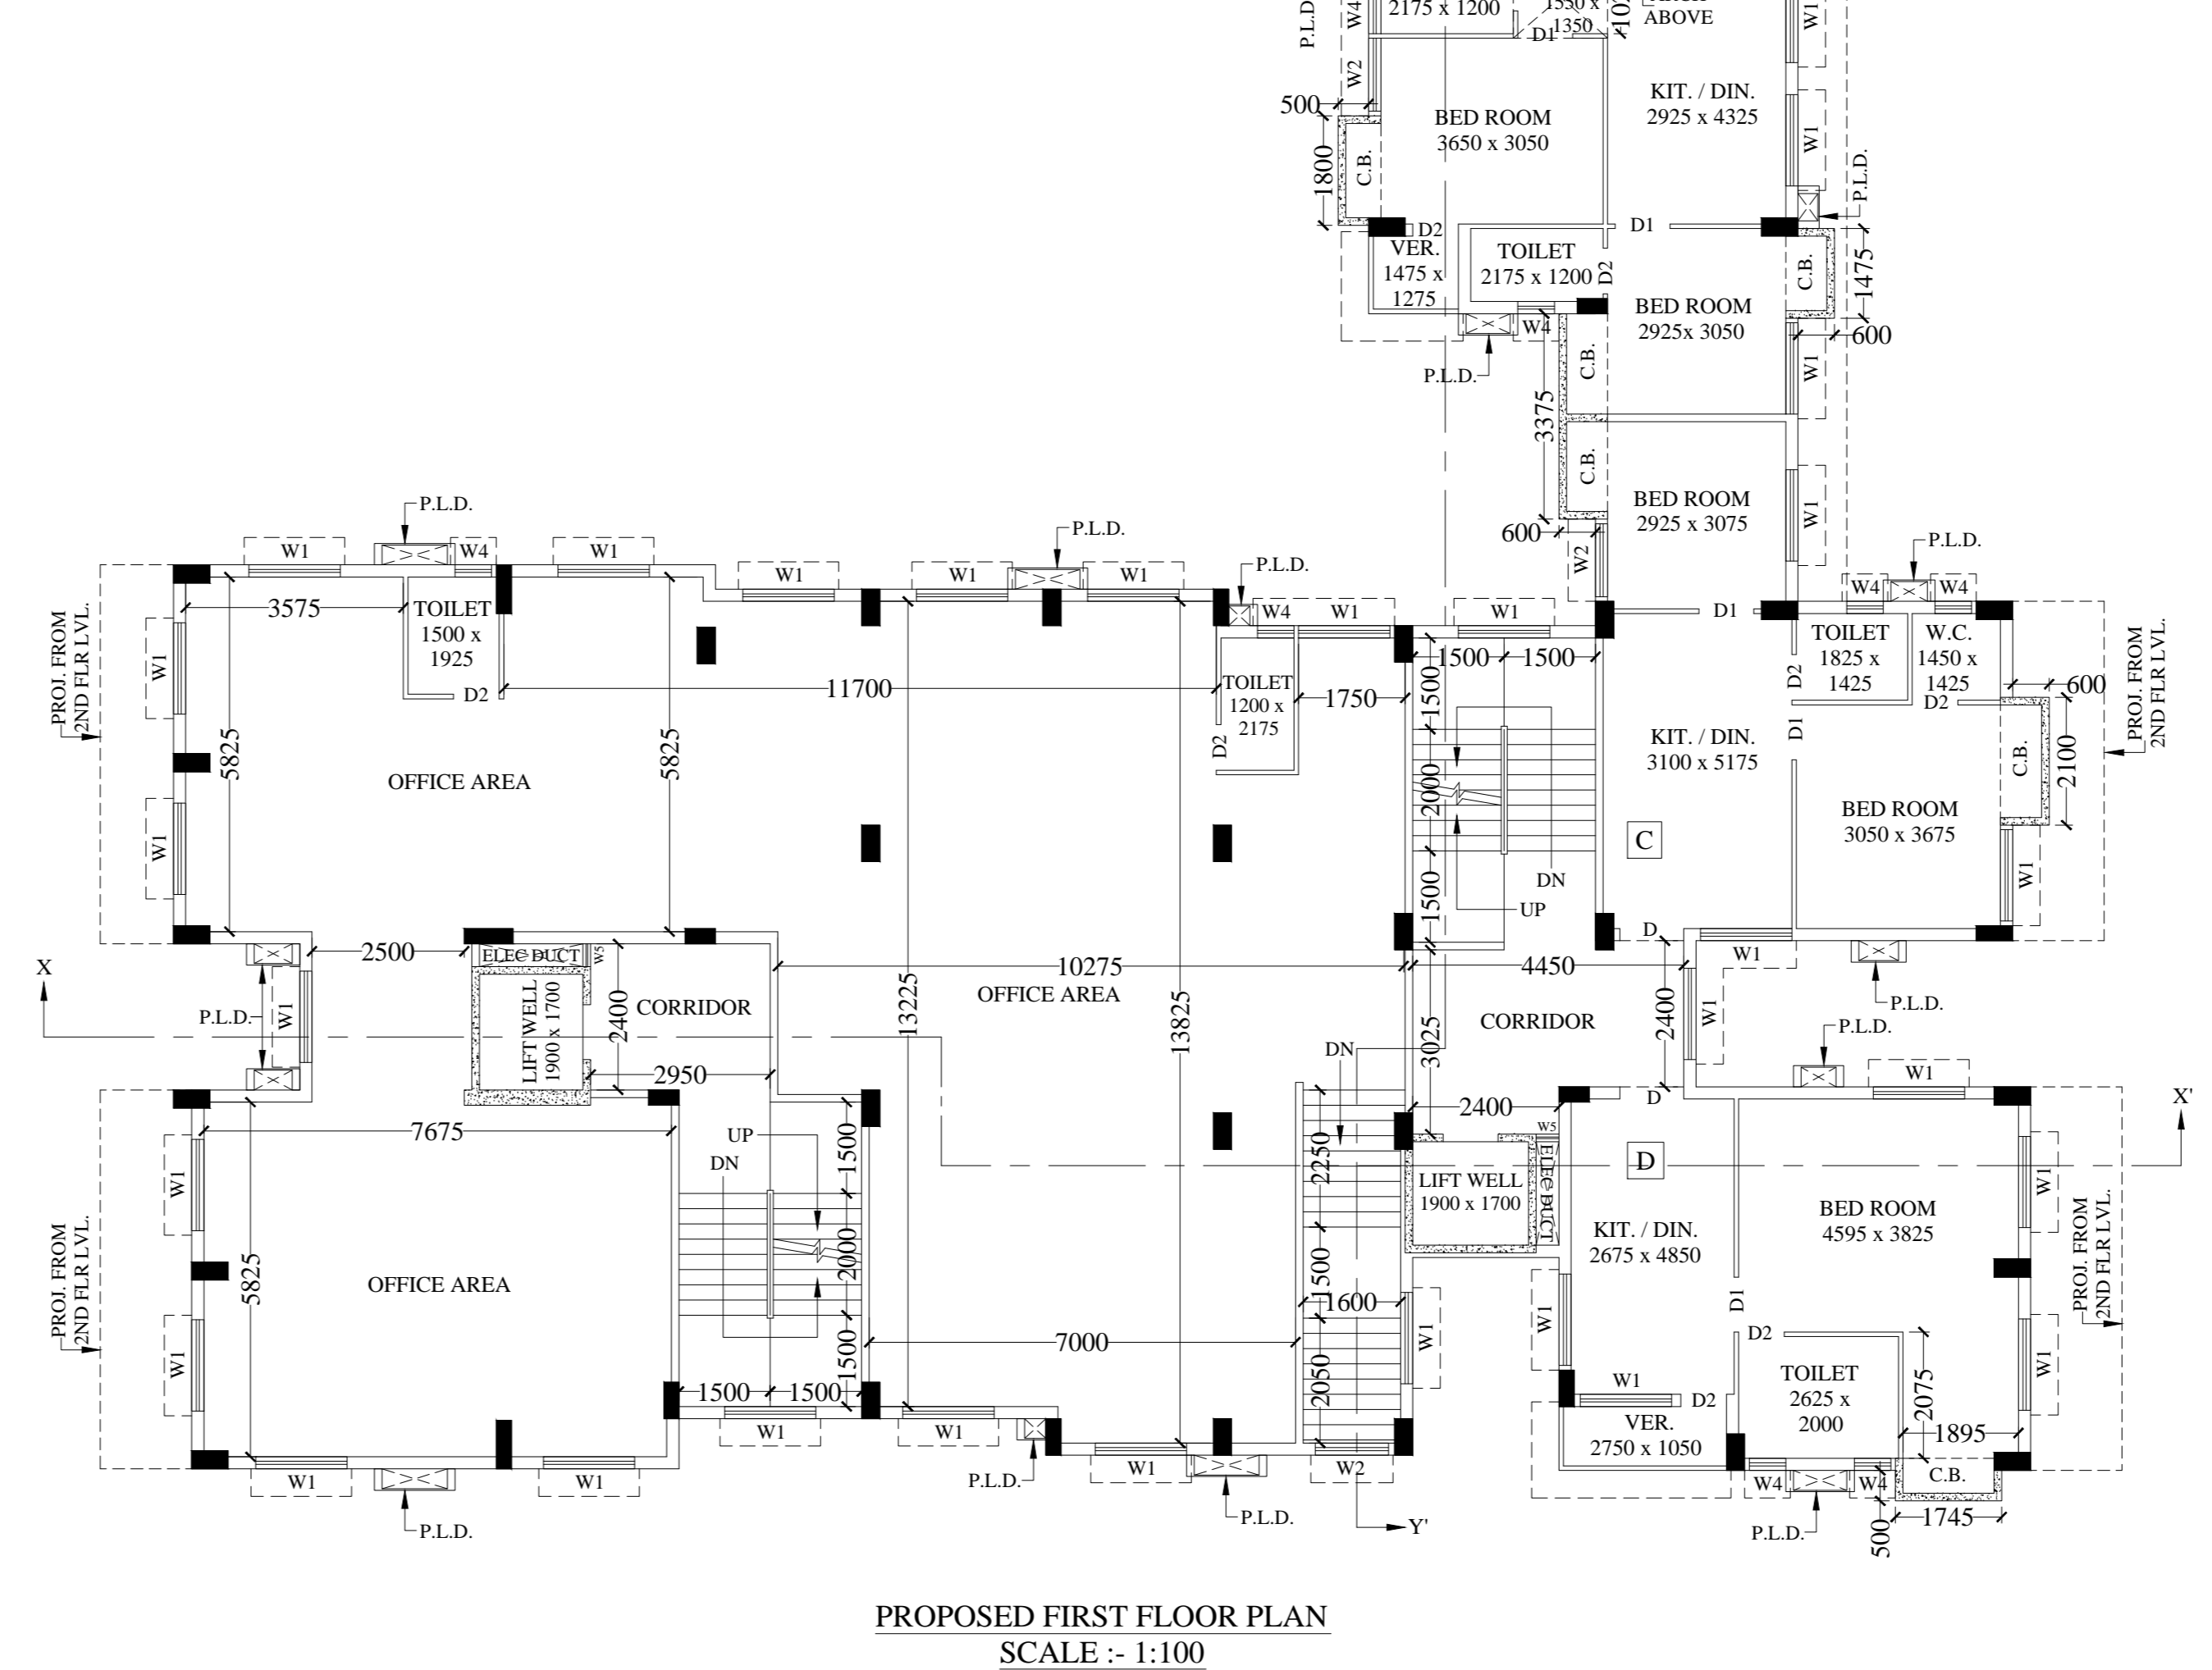 P.L.D.
W4
2175 x 1200
1350
D1
ABOVE
W1
W2
500
BED ROOM
3650 x 3050
KIT. / DIN.
2925 x 4325
W1
1800
C.B.
P.L.D.
D2
VER.
1475 x
1275
TOILET
2175 x 1200
D2
D1
C.B.
1475
BED ROOM
2925x 3050
600
W4
P.L.D.
C.B.
W1
3375
C.B.
BED ROOM
2925 x 3075
W1
600
W2
P.L.D.
W1
W4
W1
P.L.D.
W1
W1
W1
P.L.D.
W4
W1
W1
D1
P.L.D.
W4
W4
PROJ. FROM
2ND FLR LVL.
3575
TOILET
1500 x
1925
D2
W1
5825
5825
11700
TOILET
1200 x
2175
D2
1750
1500
1500
1500
2000
1500
TOILET
1825 x
1425
W.C.
1450 x
1425
D2
D2
600
PROJ. FROM
2ND FLR LVL.
OFFICE AREA
W1
KIT. / DIN.
3100 x 5175
D1
C.B.
2100
BED ROOM
3050 x 3675
C
DN
UP
W1
D
W1
X
2500
ELEC DUCT
W5
P.L.D.
W1
LIFT WELL
1900 x 1700
2400
CORRIDOR
2950
10275
OFFICE AREA
13225
13825
4450
CORRIDOR
2400
3025
W1
P.L.D.
P.L.D.
W1
DN
D
X'
7675
UP
DN
1500
2400
W5
2250
LIFT WELL
1900 x 1700
ELEC DUCT
D
W1
W1
PROJ. FROM
2ND FLR LVL.
5825
OFFICE AREA
2000
1500
1600
KIT. / DIN.
2675 x 4850
BED ROOM
4595 x 3825
D1
PROJ. FROM
2ND FLR LVL.
W1
7000
1500
2050
W1
W1
W1
D2
VER.
2750 x 1050
D2
TOILET
2625 x
2000
2075
1895
W1
1500
1500
W1
W1
P.L.D.
W1
W1
W1
P.L.D.
P.L.D.
W2
Y'
W4
W4
P.L.D.
C.B.
500
1745
PROPOSED FIRST FLOOR PLAN
SCALE :- 1:100